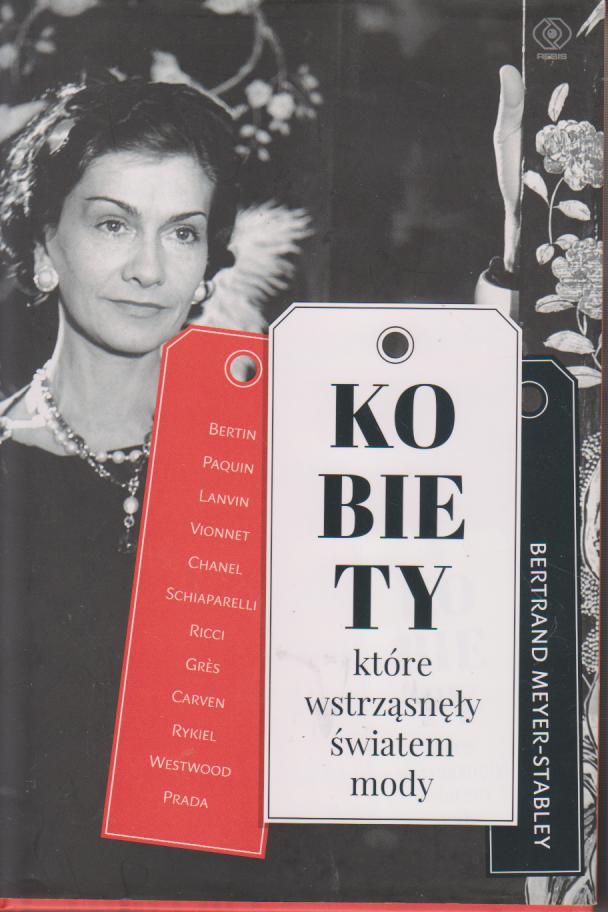 REBIS
BERTIN
PAQUIN
LANVIN
VIONNET
CHANEL
SCHIAPARELLI
RICCI
GRÈS
CARVEN
RYKIEL
WESTWOOD
PRADA
KO
BIE
TY
które
wstrząsnęły
światem
mody
BERTRAND MEYER-STABLEY